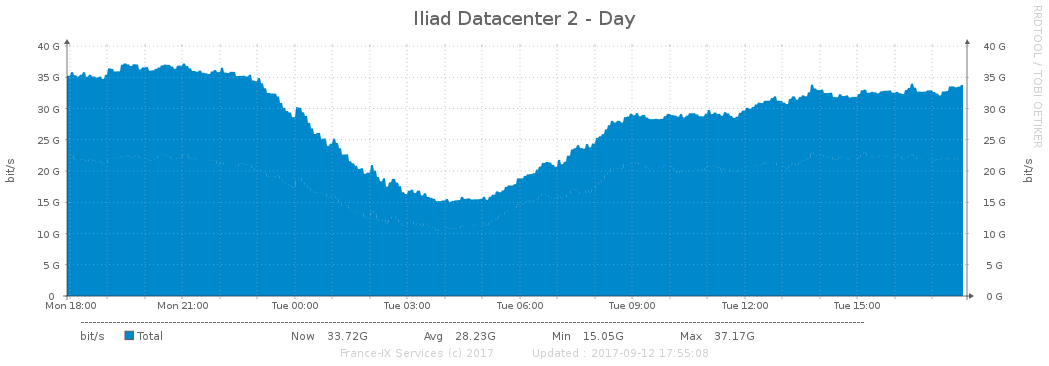 Iliad Datacenter 2 - Day
RRDTOOL / TOBI OETIKER
40 G 40 G
35 G 35 G
30 G 30 G
25 G 25 G
20 G 20 G
15 G 15 G
10 G 10 G
5 G 5 G
0 0 G
bit/s bit/s
Mon 18:00 Mon 21:00 Tue 00:00 Tue 03:00 Tue 06:00 Tue 09:00 Tue 12:00 Tue 15:00
bit/s Total Now 33.72G Avg 28.23G Min 15.05G Max 37.17G
France-IX Services (c) 2017 Updated : 2017-09-12 17:55:08